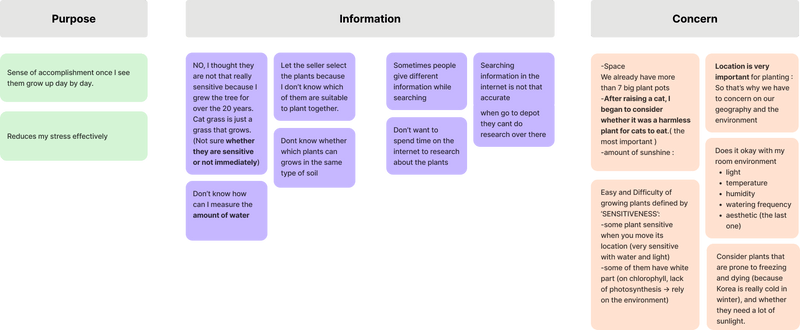 Purpose
Sense of accomplishment once I see
them grow up day by day.
Reduces my stress effectively
Information
NO, I thought they
are not that really
sensitive because I
grew the tree for
over the 20 years.
Cat grass is just a
grass that grows.
(Not sure whether
they are sensitive
or not immediately)
Don't know how
can I measure the
amount of water
Let the seller select
the plants because
I don't know which
of them are suitable
to plant together.
Dont know whether
which plants can
grows in the same
type of soil
Sometimes people
give different
information while
searching
Don't want to
spend time on the
internet to research
about the plants
Searching
information in the
internet is not that
accurate
when go to depot
they cant do
research over there
Concern
-Space
We already have more
than 7 big plant pots
-After raising a cat, I
began to consider
whether it was a harmless
plant for cats to eat.( the
most important )
-amount of sunshine :
Easy and Difficulty of
growing plants defined by
'SENSITIVENESS':
-some plant sensitive
when you move its
location (very sensitive
with water and light)
-some of them have white
part (on chlorophyll, lack
of photosynthesis → rely
on the environment)
Location is very
important for planting :
So that's why we have
to concern on our
geography and the
environment
Does it okay with my
room environment
• light
• temperature
• humidity
• watering frequency
• aesthetic (the last
one)
Consider plants that
are prone to freezing
and dying (because
Korea is really cold in
winter), and whether
they need a lot of
sunlight.